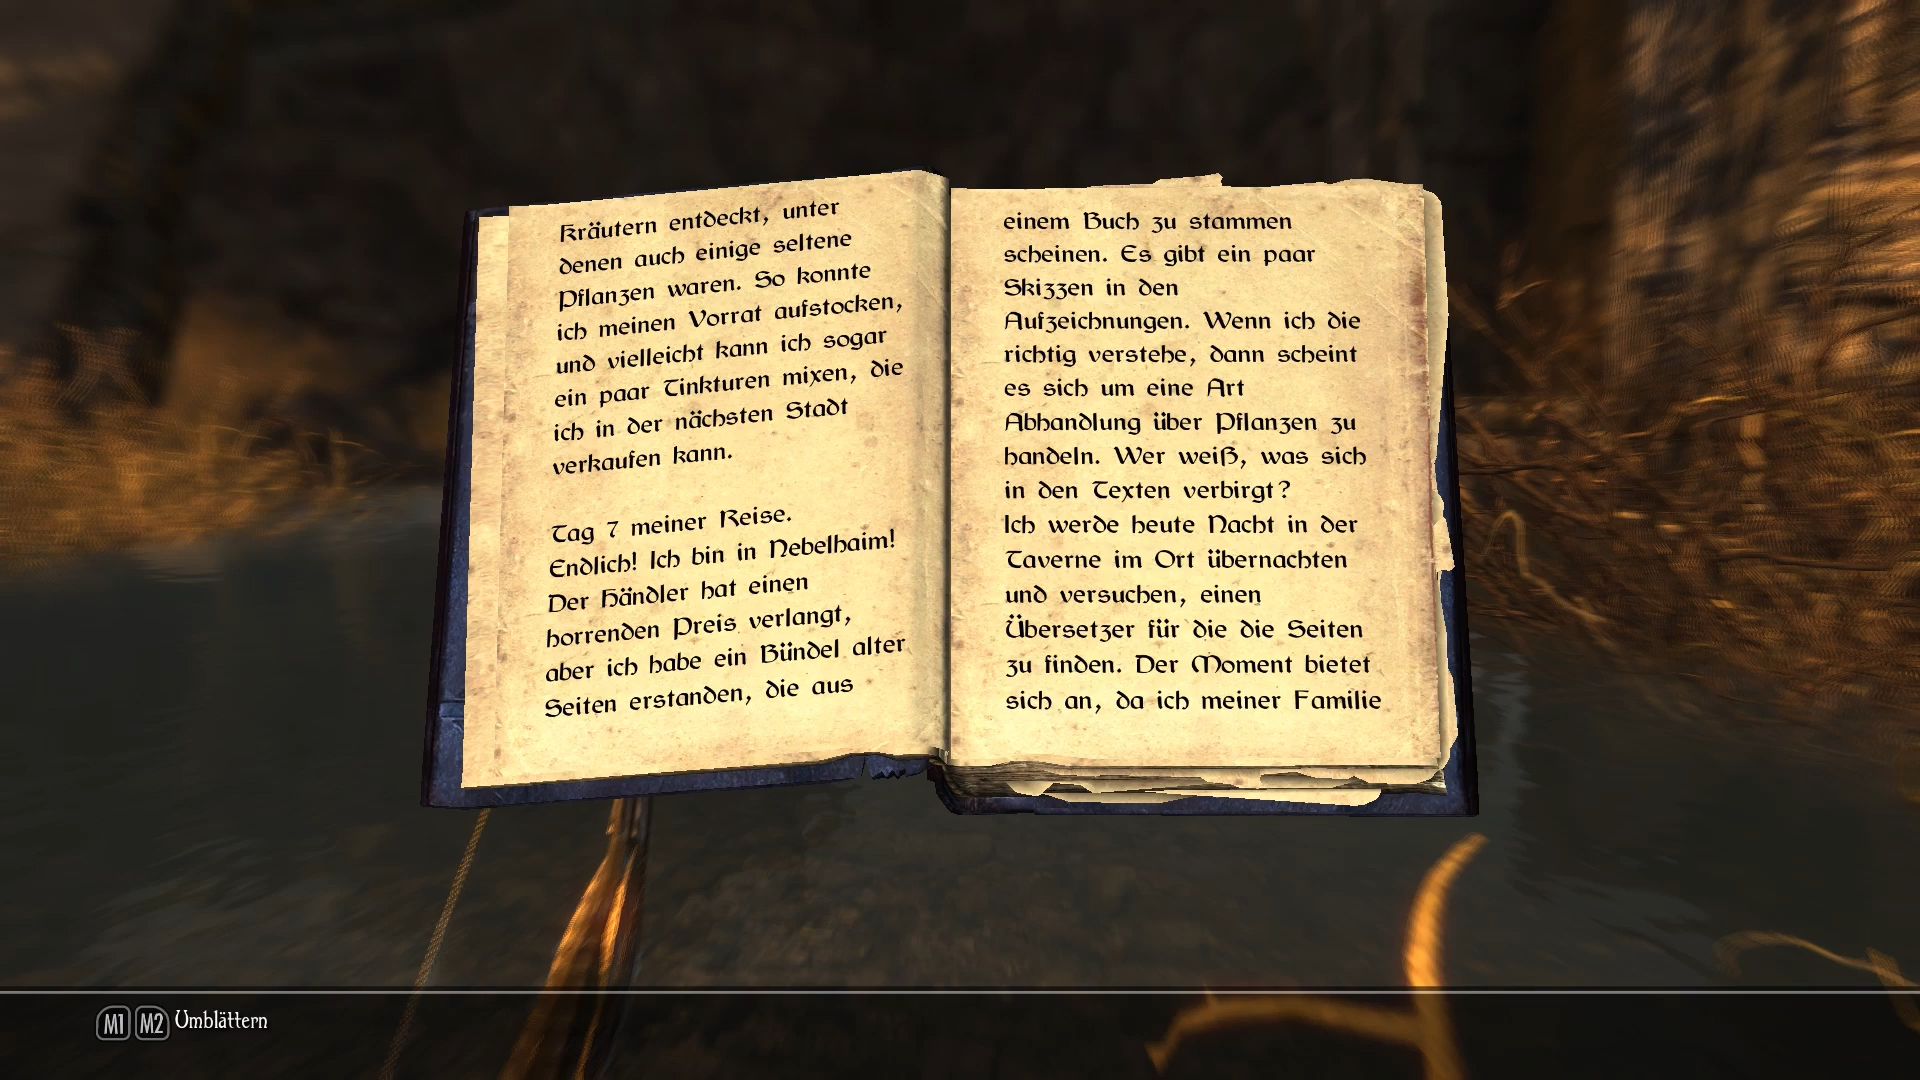 Kräutern entdeckt, unter
denen auch einige seltene
Pflanzen waren. So konnte
ich meinen Vorrat aufstocken,
und vielleicht kann ich sogar
ein paar Tinkturen mixen, die
ich in der nächsten Stadt
verkaufen kann.
Tag 7 meiner Reise.
Endlich! Ich bin in Nebelhaim!
Der Händler hat einen
horrenden Preis verlangt,
aber ich habe ein Bündel alter
Seiten erstanden, die aus
einem Buch zu stammen
scheinen. Es gibt ein paar
Skizzen in den
Aufzeichnungen. Wenn ich die
richtig verstehe, dann scheint
es sich um eine Art
Abhandlung über Pflanzen zu
handeln. Wer weiß, was sich
in den Texten verbirgt?
Ich werde heute Nacht in der
Taverne im Ort übernachten
und versuchen, einen
Übersetzer für die die Seiten
zu finden. Der Moment bietet
sich an, da ich meiner Familie
M1 M2 Umblättern